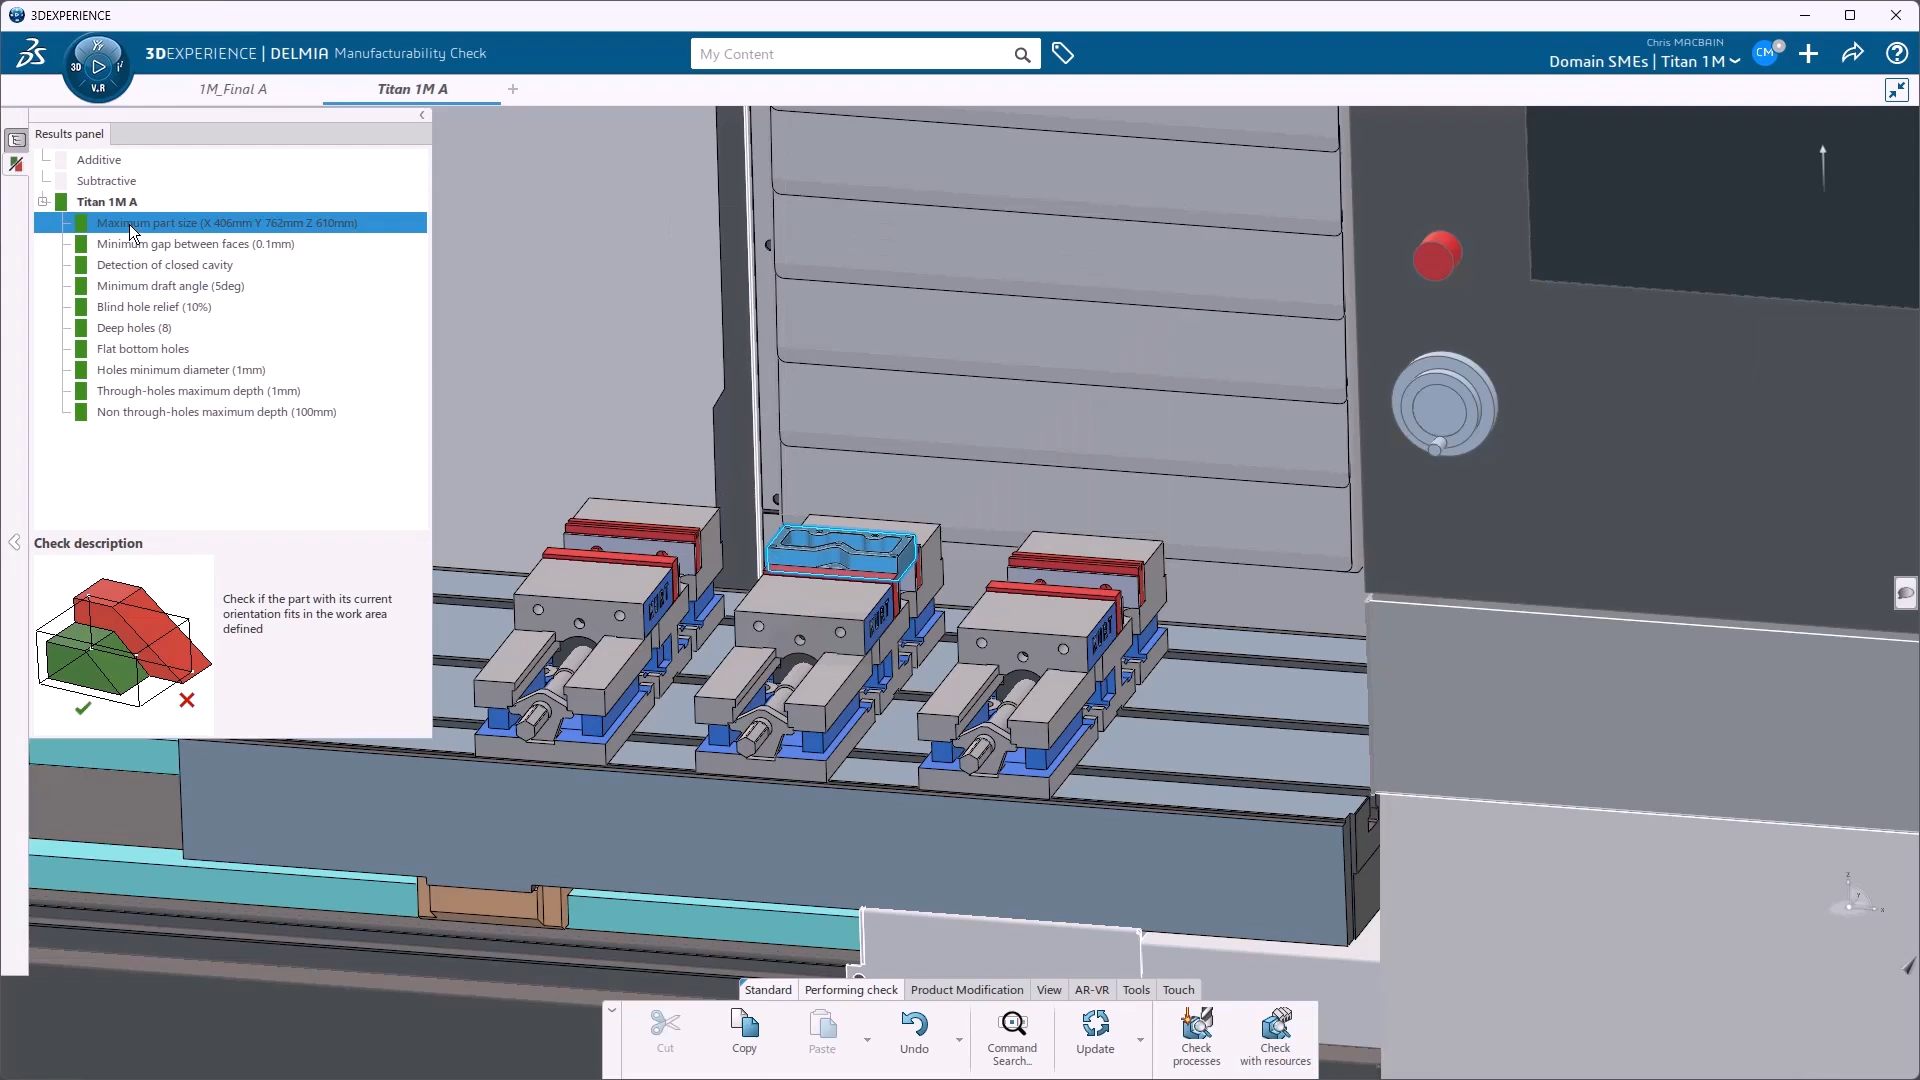 3DEXPERIENCE
3D
V.R
3DEXPERIENCE | DELMIA Manufacturability Check
My Content
Chris MACBAIN
Domain SMEs | Titan 1M
CM
1M_Final A
Titan 1M A
Results panel
Additive
Subtractive
Titan 1M A
Maximum part size (X 406mm Y 762mm Z 610mm)
Minimum gap between faces (0.1mm)
Detection of closed cavity
Minimum draft angle (5deg)
Blind hole relief (10%)
Deep holes (8)
Flat bottom holes
Holes minimum diameter (1mm)
Through-holes maximum depth (1mm)
Non through-holes maximum depth (100mm)
Check description
Check if the part with its current
orientation fits in the work area
defined
KURT
KURT
KURT
z
Y
x
Standard
Performing check
Product Modification
View
AR-VR
Tools
Touch
Cut
Copy
Paste
Undo
Command
Search...
Update
Check
processes
Check
with resources